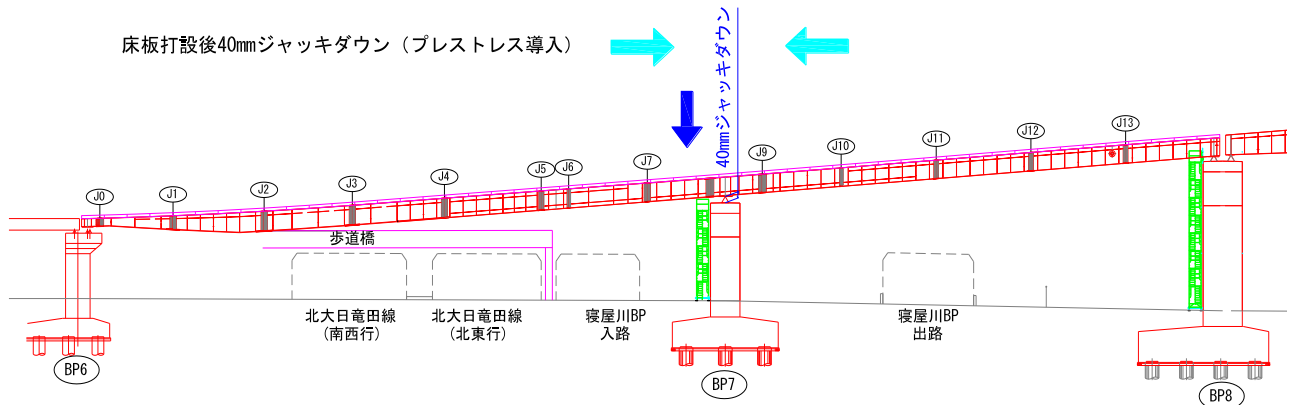 床板打設後40mmジャッキダウン（プレストレス導入）
40mmジャッキダウン
J0
J1
J2
J3
J4
J5
J6
J7
J9
J10
J11
J12
J13
歩道橋
北大日竜田線
(南西行)
北大日竜田線
(北東行)
寝屋川BP
入路
寝屋川BP
出路
BP6
BP7
BP8